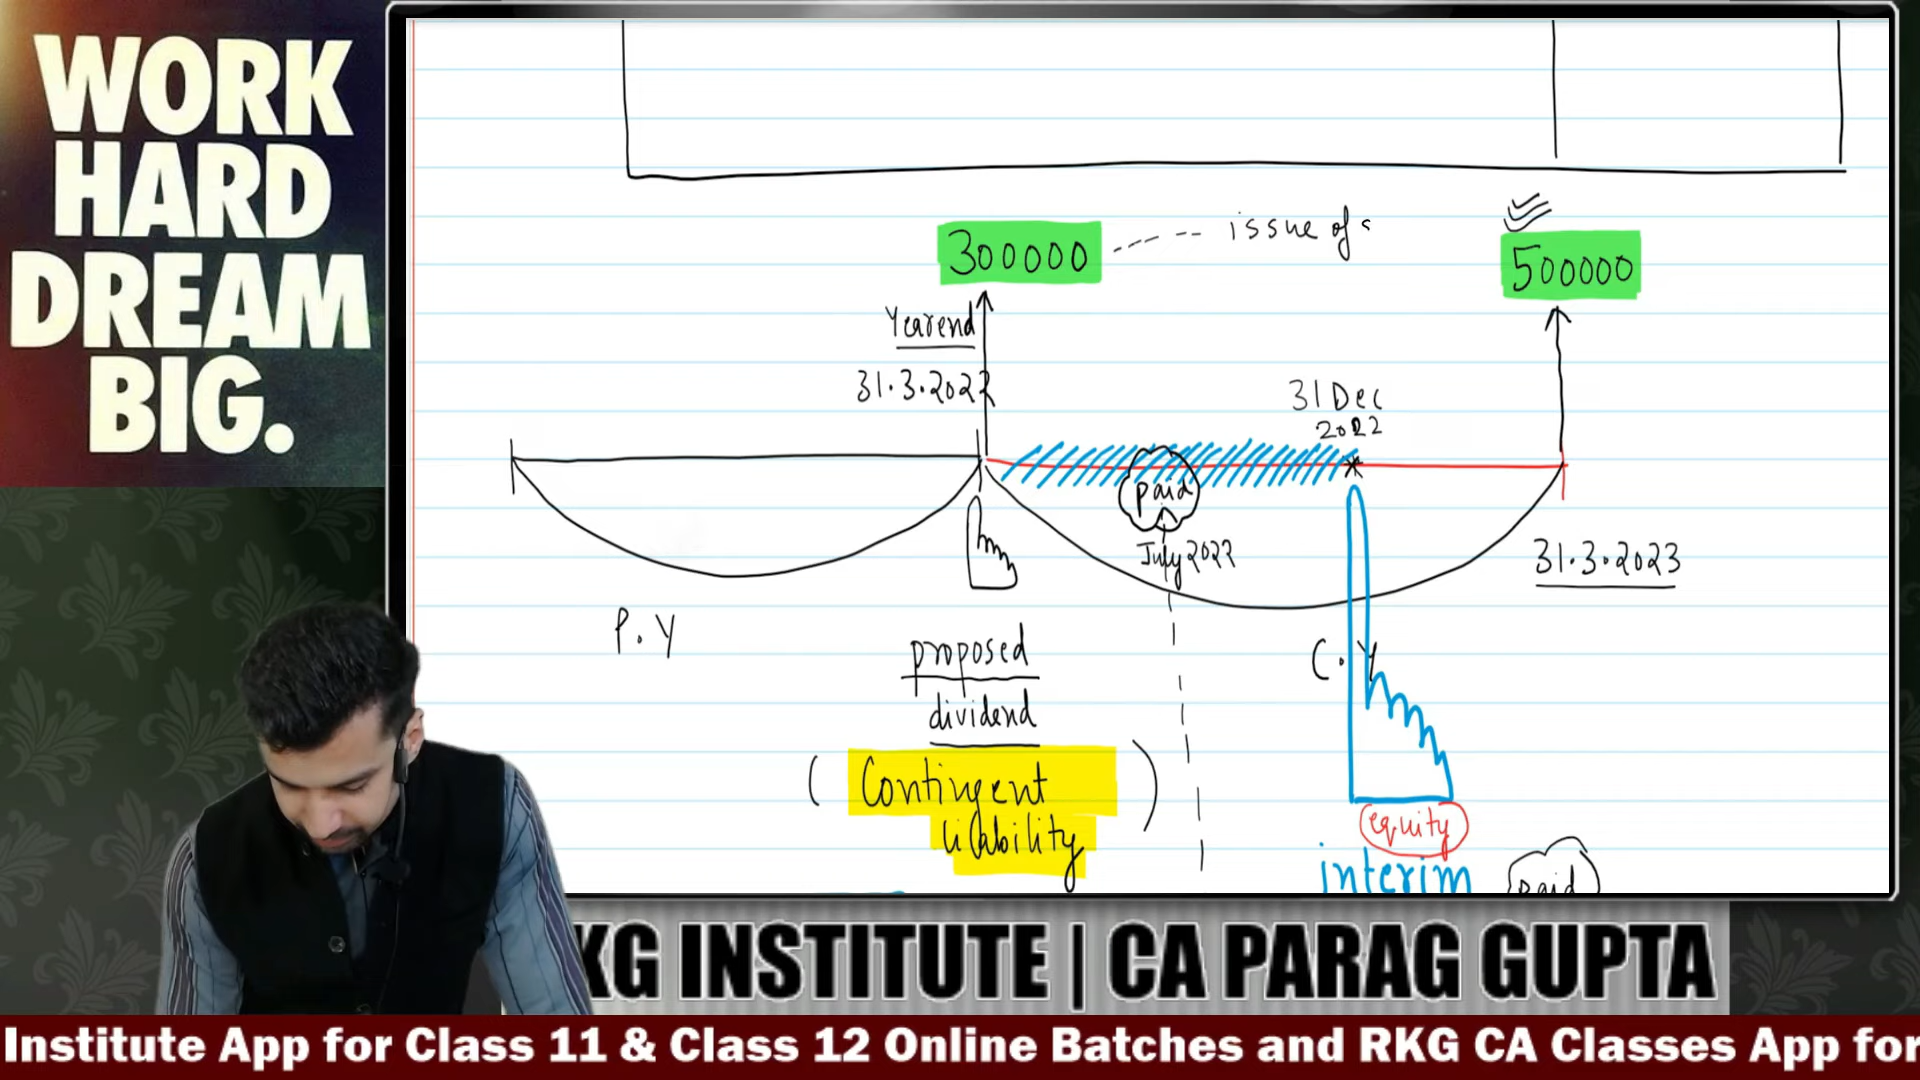 WORK
HARD
DREAM
BIG.
300000 issue of
500000
Yearend
31.3.2022
31 Dec
2022
paid
July 2022
31.3.2023
P.Y
C.Y
proposed
dividend
( Contingent
liability )
equity
interim
paid
KG INSTITUTE | CA PARAG GUPTA
Institute App for Class 11 & Class 12 Online Batches and RKG CA Classes App for